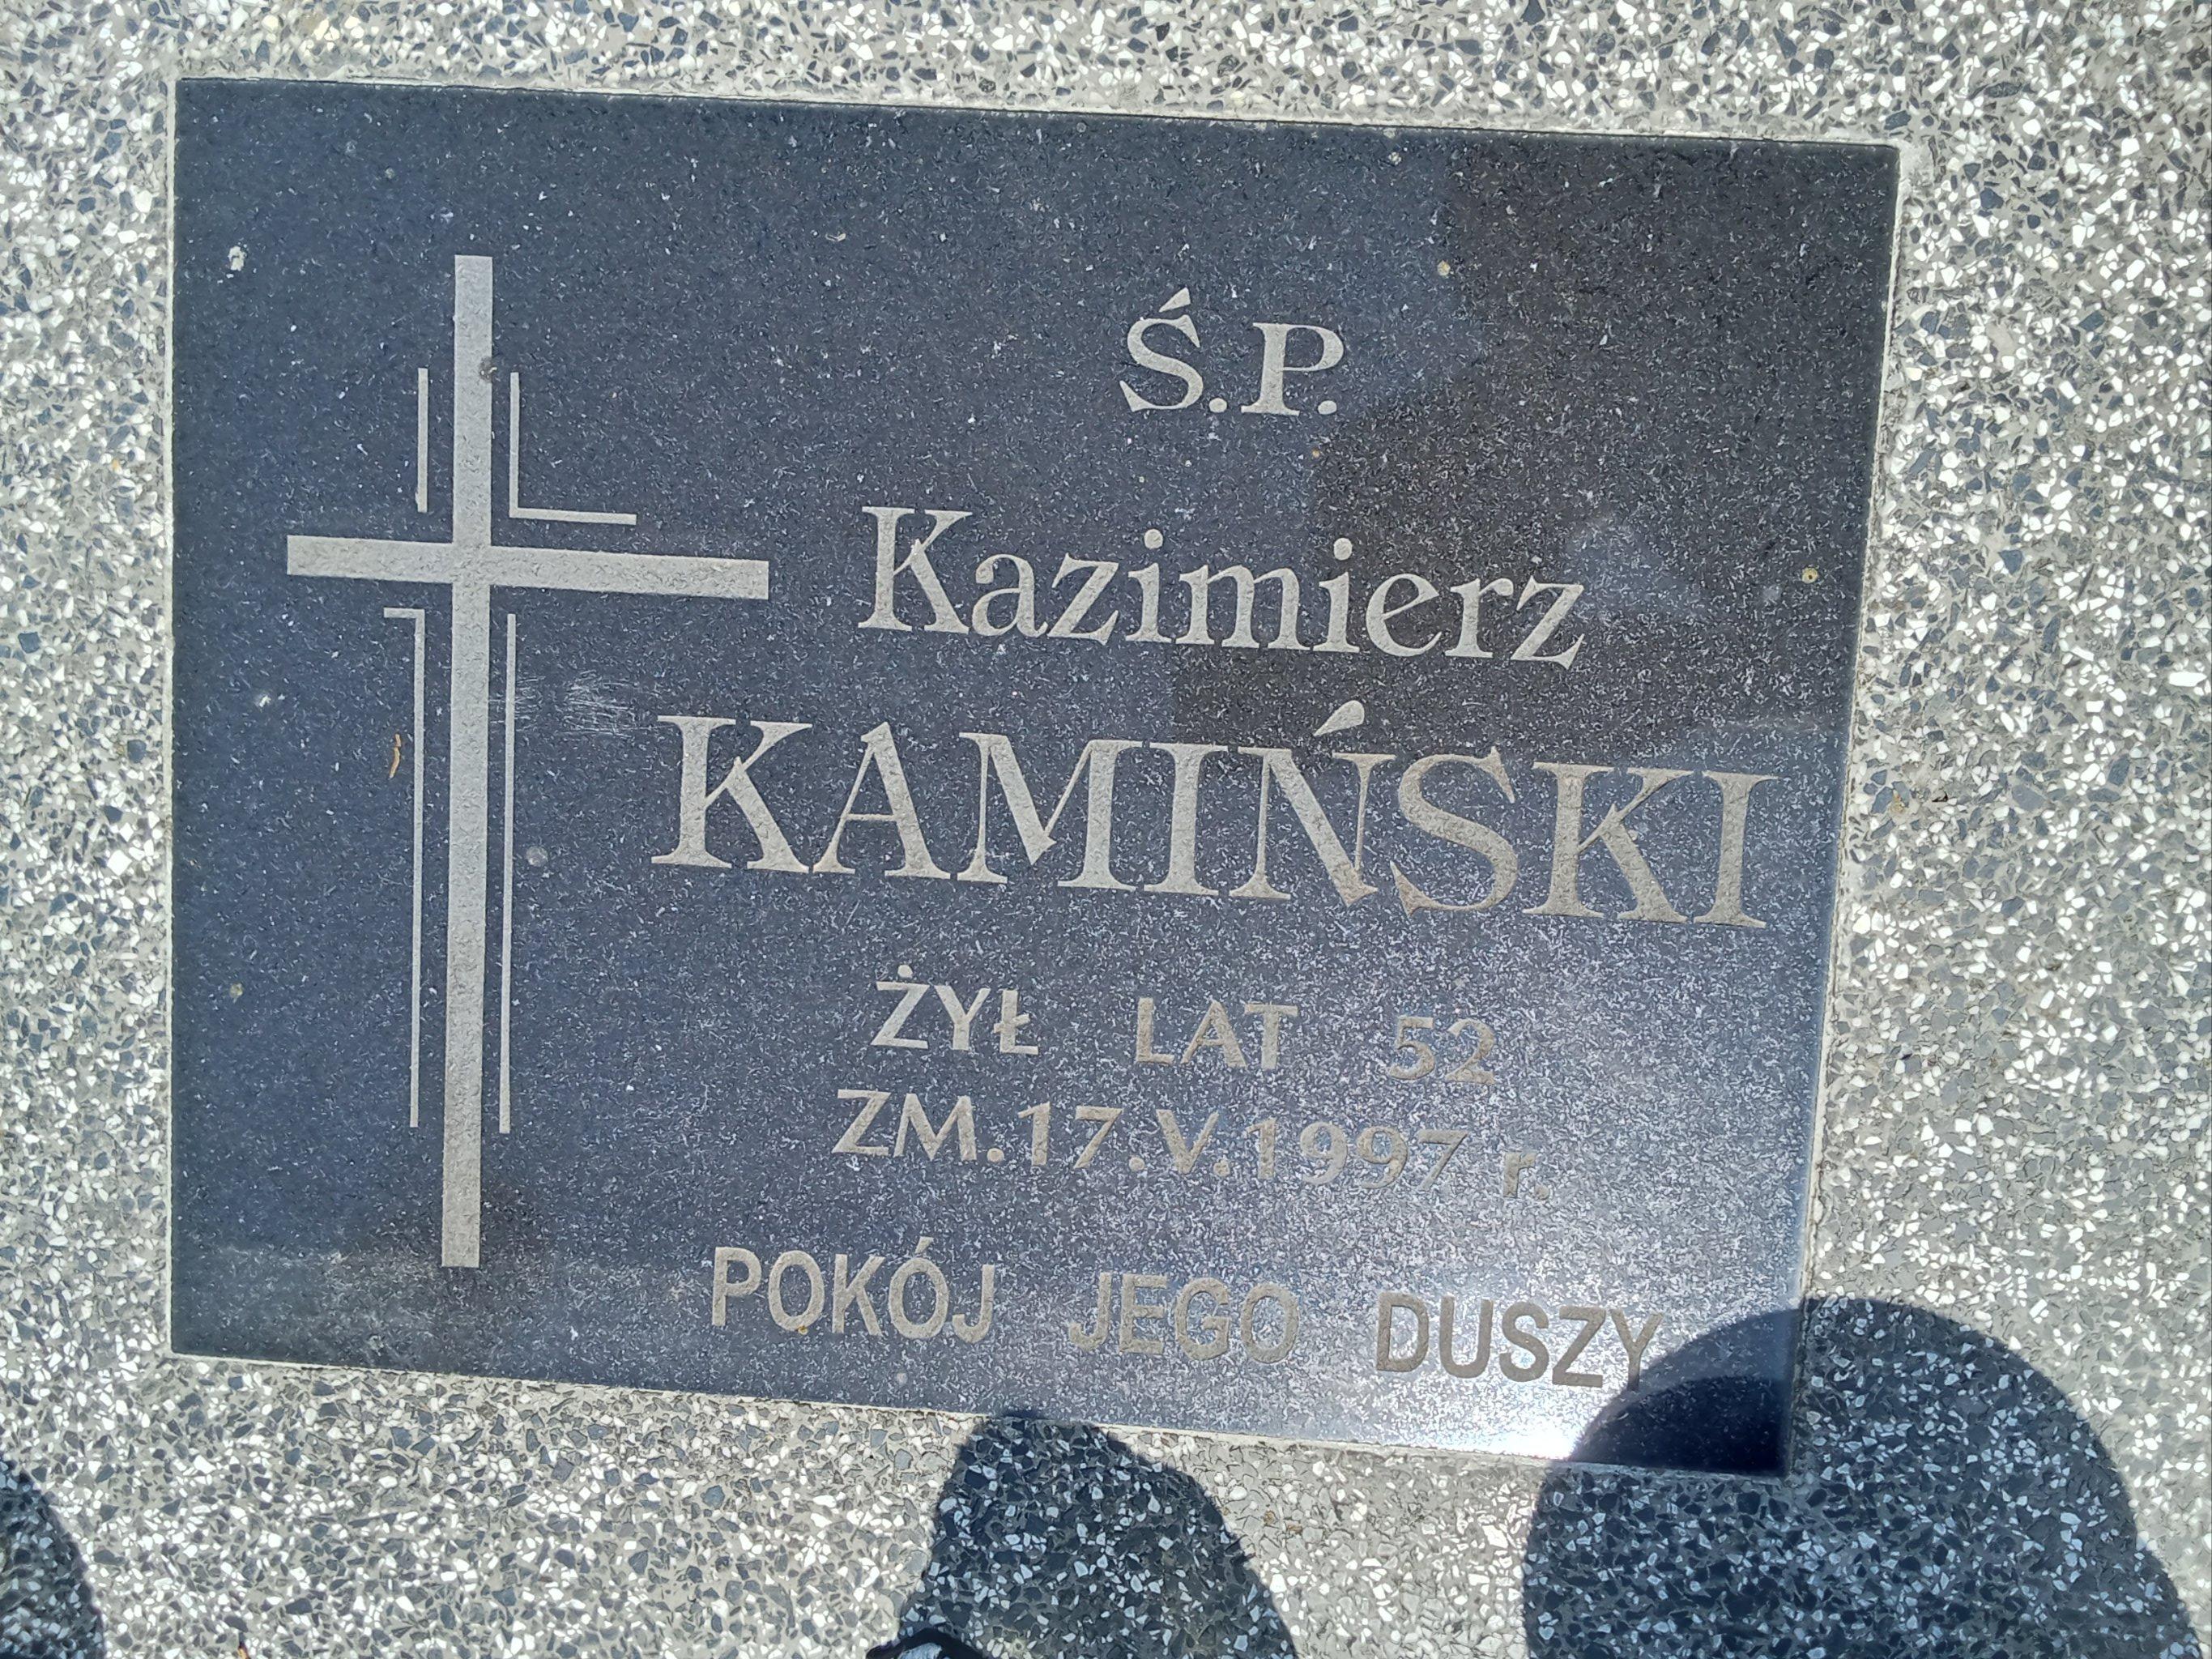 Ś.P.
Kazimierz
KAMIŃSKI
ŻYŁ LAT 52
ZM.17.V.1997 r.
POKÓJ JEGO DUSZY